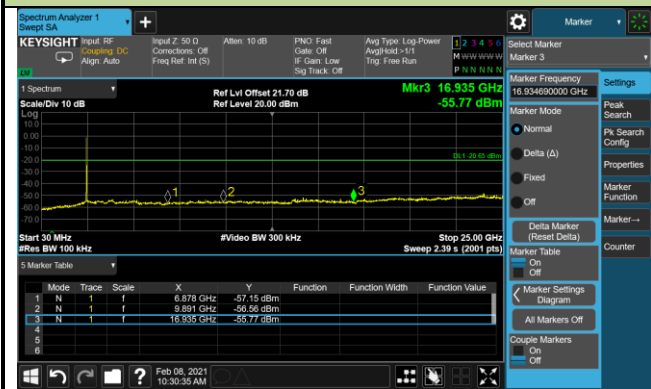 Spectrum Analyzer 1
Swept SA
+
Marker
KEYSIGHT
Input: RF
Coupling: DC
Align: Auto
Input Z: 50 Ω
Corrections: Off
Freq Ref: Int (S)
Atten: 10 dB
PNO: Fast
Gate: Off
IF Gain: Low
Sig Track: Off
Avg Type: Log-Power
Avg|Hold:>1/1
Trig: Free Run
1 2 3 4 5 6
M W W W W W
P N N N N N
LXI
Select Marker
Marker 3
1 Spectrum
Scale/Div 10 dB
Ref Lvl Offset 21.70 dB
Ref Level 20.00 dBm
Mkr3 16.935 GHz
-55.77 dBm
Log
10.0
0.00
-10.0
-20.0
-30.0
-40.0
-50.0
-60.0
-70.0
DL1 -20.65 dBm
1
2
3
Start 30 MHz
#Res BW 100 kHz
#Video BW 300 kHz
Stop 25.00 GHz
Sweep 2.39 s (2001 pts)
5 Marker Table
Mode Trace Scale X Y Function Function Width Function Value
1 N 1 f 6.878 GHz -57.15 dBm
2 N 1 f 9.891 GHz -56.56 dBm
3 N 1 f 16.935 GHz -55.77 dBm
4
5
6
Marker Frequency
16.934690000 GHz
Marker Mode
Normal
Delta (Δ)
Fixed
Off
Delta Marker
(Reset Delta)
Marker Table
On
Off
Marker Settings
Diagram
All Markers Off
Couple Markers
On
Off
Settings
Peak
Search
Pk Search
Config
Properties
Marker
Function
Marker→
Counter
?
Feb 08, 2021
10:30:35 AM